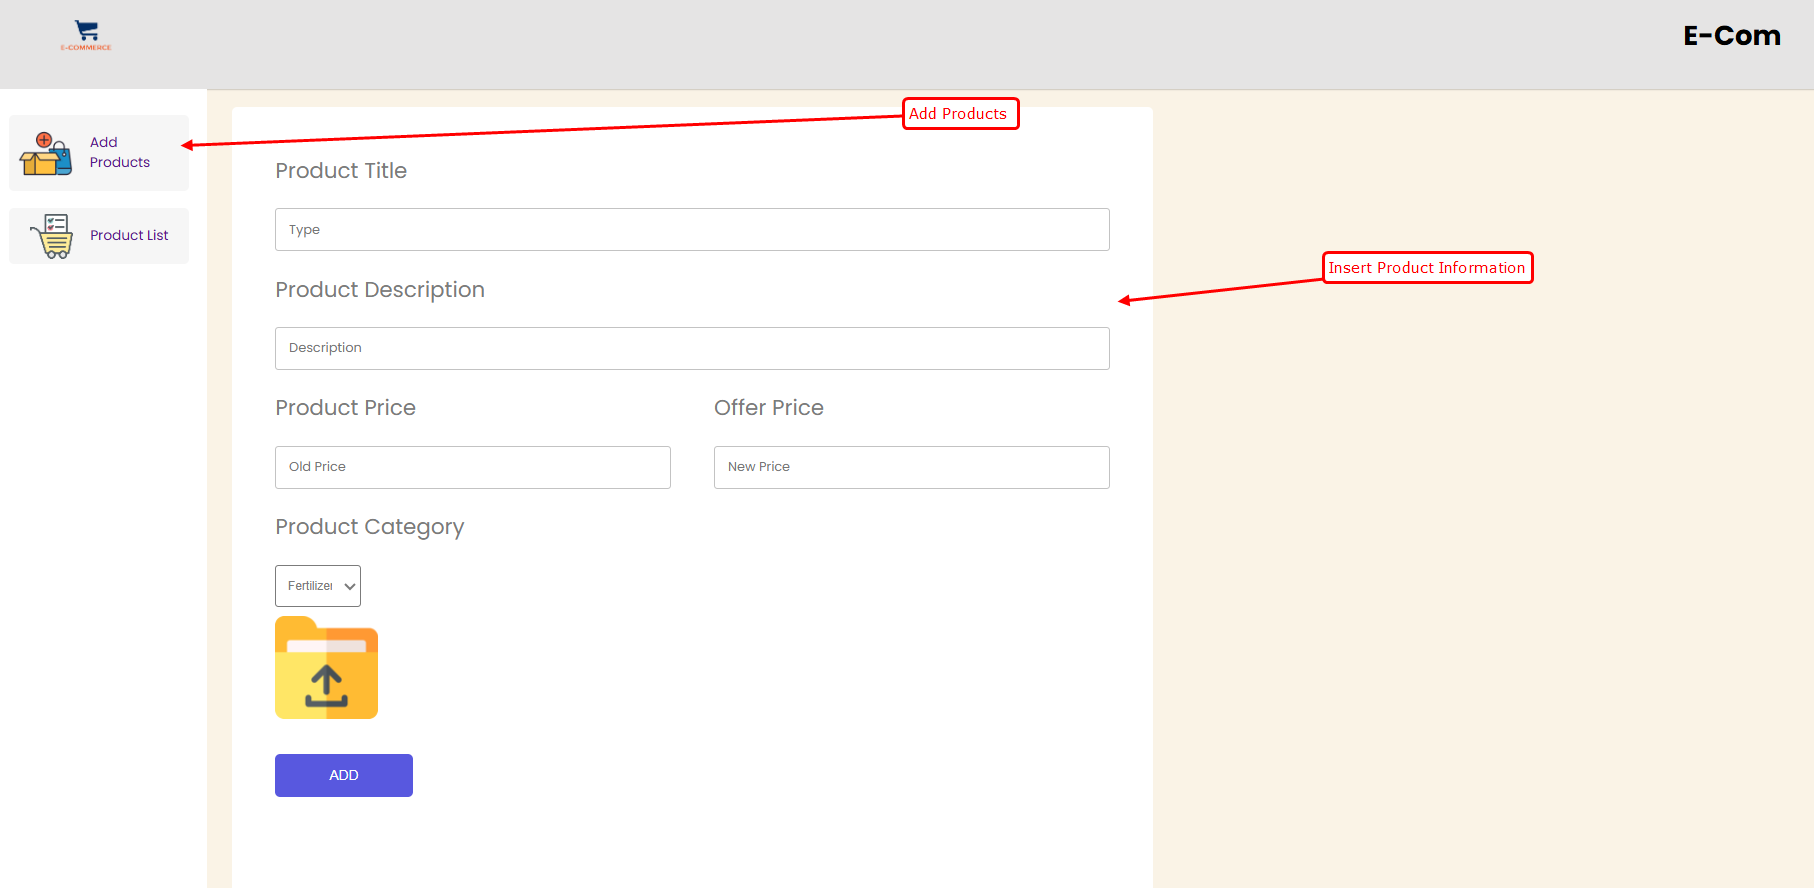 E-COMMERCE
E-Com
Add Products
Add
Products
Product List
Product Title
Type
Insert Product Information
Product Description
Description
Product Price
Offer Price
Old Price
New Price
Product Category
Fertilizer
ADD